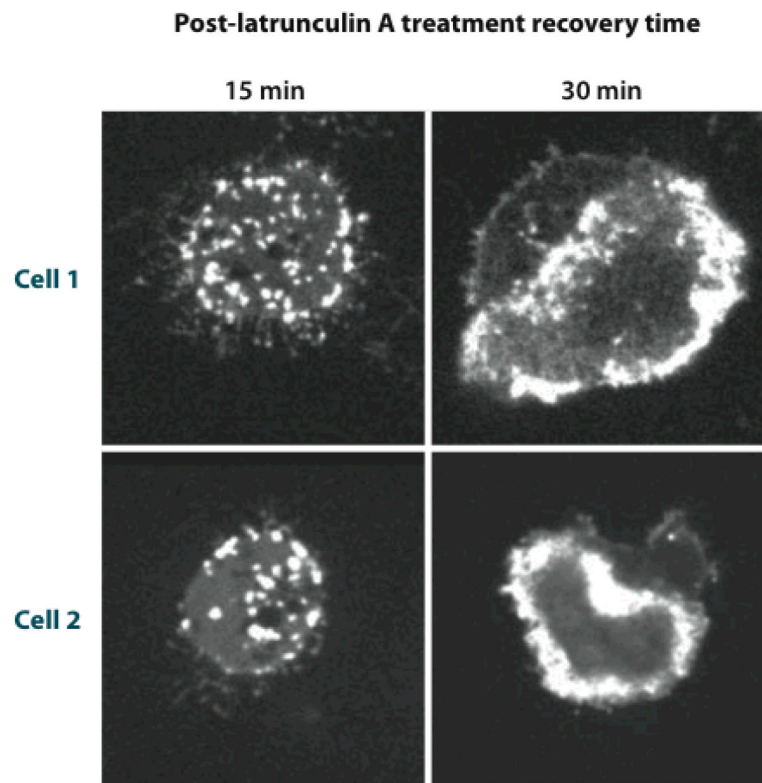 Post-latrunculin A treatment recovery time
15 min 30 min
Cell 1
Cell 2